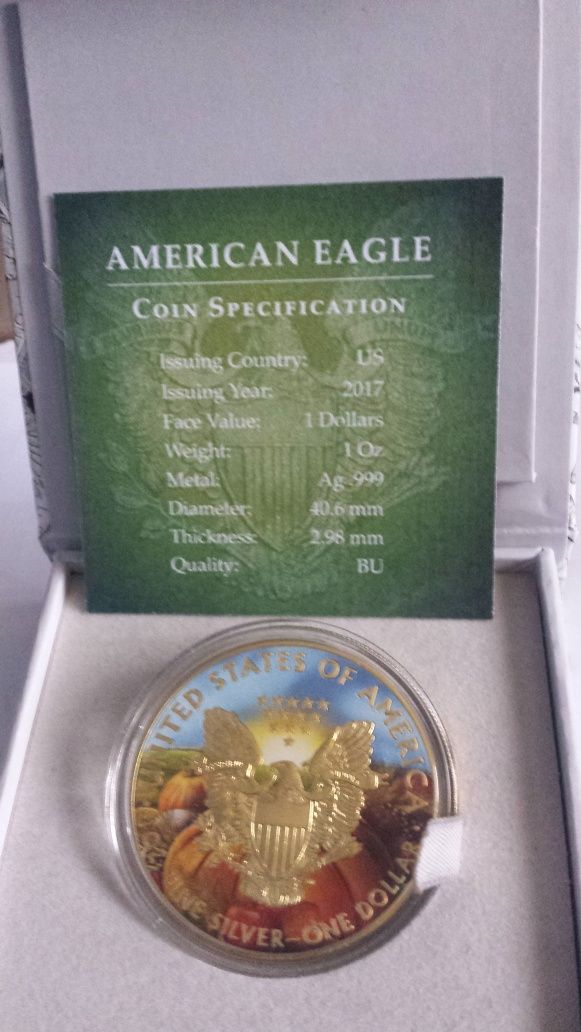 AMERICAN EAGLE
COIN SPECIFICATION
Issuing Country: US
Issuing Year: 2017
Face Value: 1 Dollars
Weight: 1 Oz
Metal: Ag .999
Diameter: 40.6 mm
Thickness: 2.98 mm
Quality: BU
UNITED STATES OF AMERICA
FINE SILVER–ONE DOLLAR